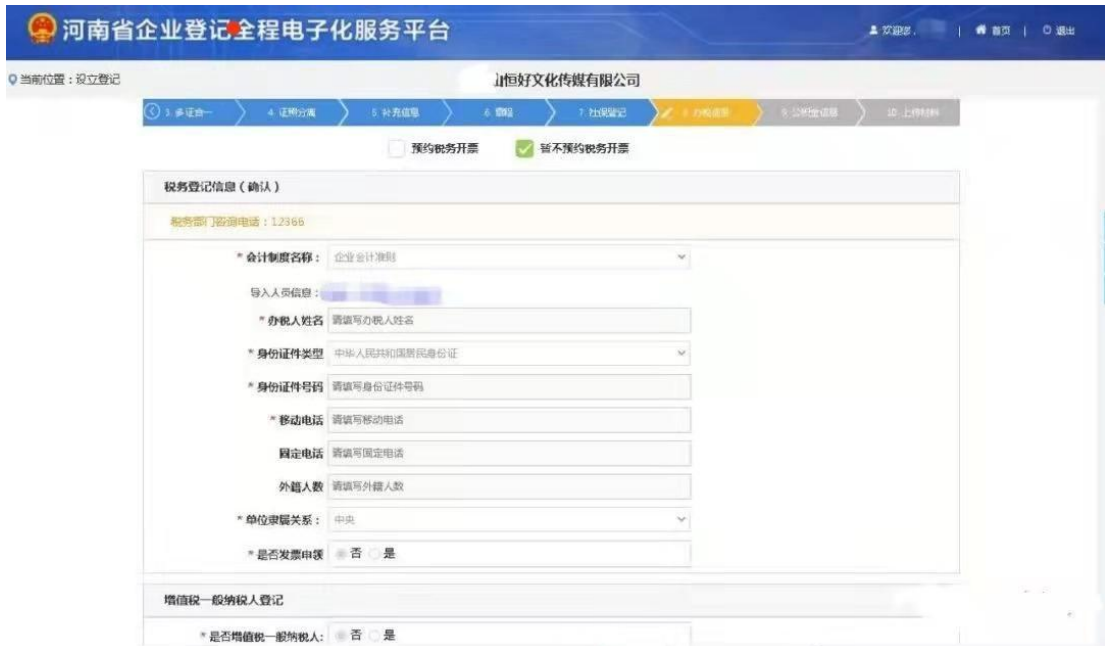 河南省企业登记全程电子化服务平台
欢迎您, | 首页 | 退出
当前位置：设立登记
恒好文化传媒有限公司
3. 多证合一
4. 证照分离
5. 补充信息
7. 社保登记
8. 办税信息
9. 公积金信息
10. 上传材料
预约税务开票 暂不预约税务开票
税务登记信息（确认）
税务部门咨询电话：12366
* 会计制度名称： 企业会计准则
导入人员信息：
* 办税人姓名 请填写办税人姓名
* 身份证件类型 中华人民共和国居民身份证
* 身份证件号码 请填写身份证件号码
* 移动电话 请填写移动电话
固定电话 请填写固定电话
外籍人数 请填写外籍人数
* 单位隶属关系： 中央
* 是否发票申领 否 是
增值税一般纳税人登记
* 是否增值税一般纳税人: 否 是